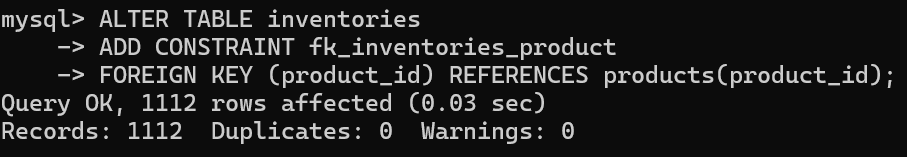 mysql> ALTER TABLE inventories
    -> ADD CONSTRAINT fk_inventories_product
    -> FOREIGN KEY (product_id) REFERENCES products(product_id);
Query OK, 1112 rows affected (0.03 sec)
Records: 1112  Duplicates: 0  Warnings: 0